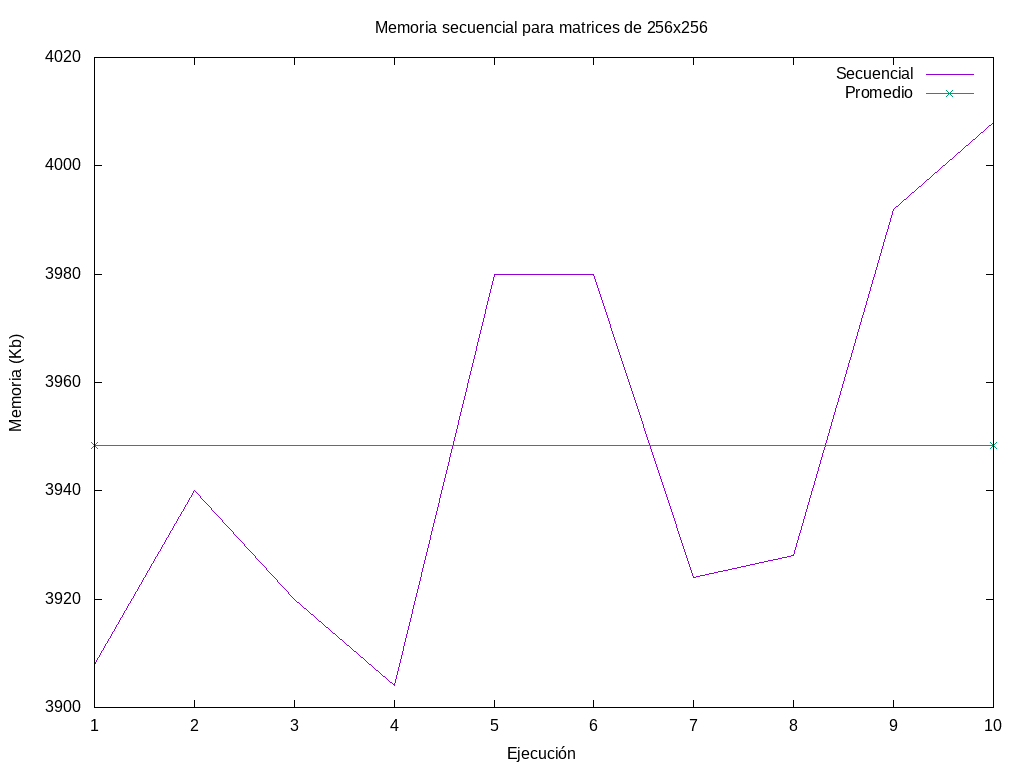 Memoria secuencial para matrices de 256x256
Secuencial
Promedio
4020
4000
3980
3960
3940
3920
3900
Memoria (Kb)
1 2 3 4 5 6 7 8 9 10
Ejecución